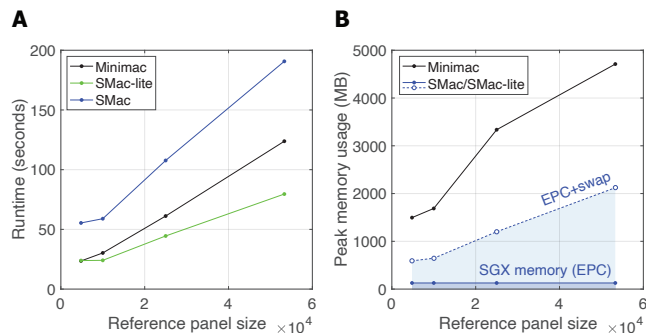 A
B
200
150
100
50
0
Runtime (seconds)
Minimac
SMac-lite
SMac
0
2
4
6
×10⁴
Reference panel size
5000
4000
3000
2000
1000
0
Peak memory usage (MB)
Minimac
SMac/SMac-lite
EPC+swap
SGX memory (EPC)
0
2
4
6
×10⁴
Reference panel size